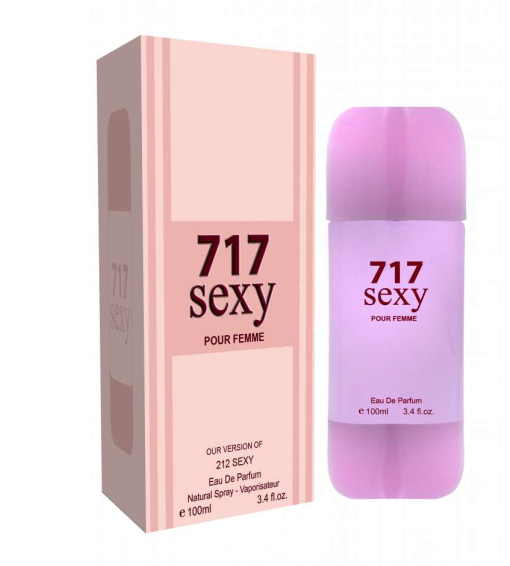 717
sexy
717
sexy
POUR FEMME
OUR VERSION OF
212 SEXY
Eau De Parfum
Natural Spray - Vaporisateur
e 100ml 3.4 fl.oz.
717
sexy
POUR FEMME
Eau De Parfum
e 100ml 3.4 fl.oz.